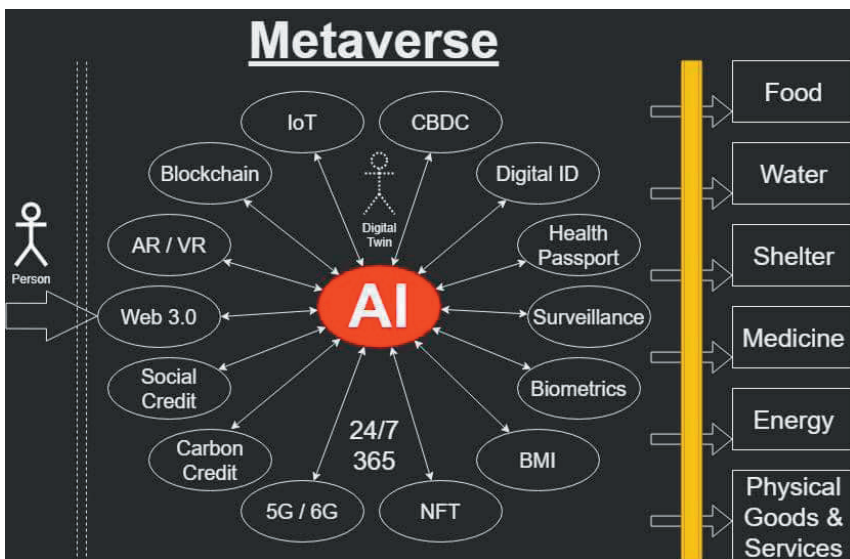 Metaverse
IoT
CBDC
Blockchain
Digital ID
Digital
Twin
AR / VR
Health
Passport
Person
AI
Web 3.0
Surveillance
Social
Credit
Biometrics
Carbon
Credit
24/7
365
BMI
5G / 6G
NFT
Food
Water
Shelter
Medicine
Energy
Physical
Goods &
Services